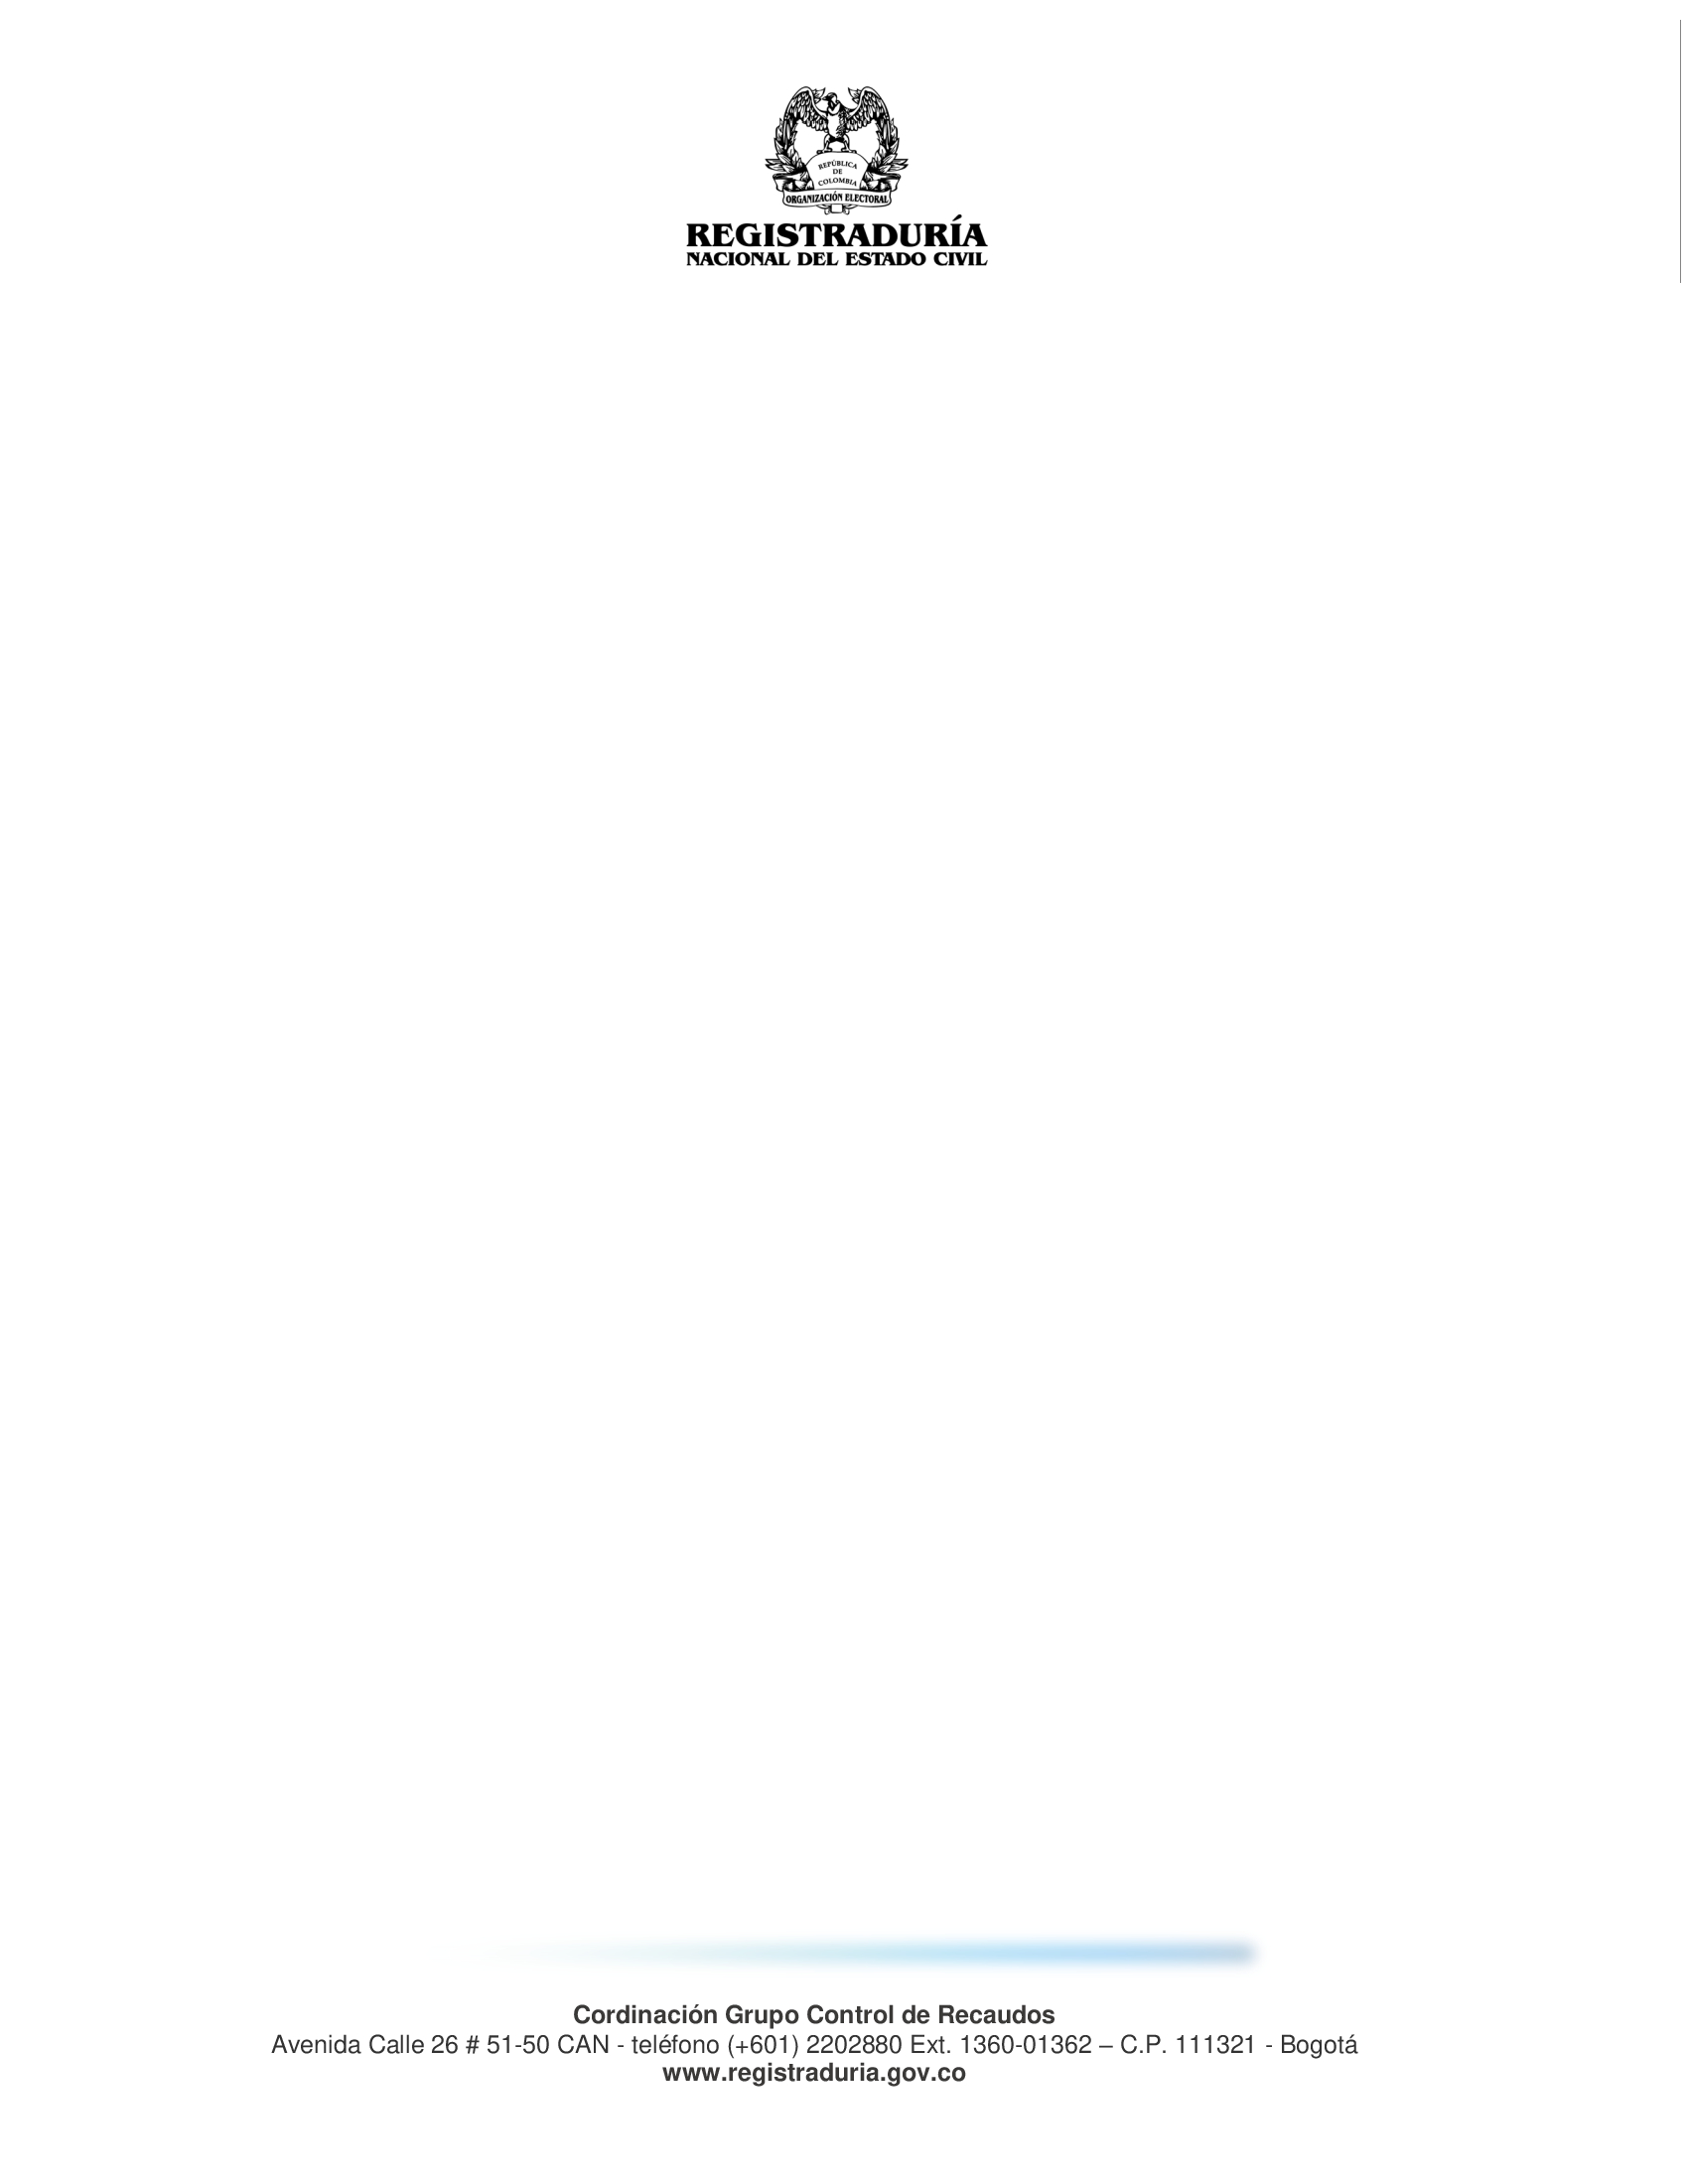 REPÚBLICA
DE
COLOMBIA
ORGANIZACIÓN ELECTORAL
REGISTRADURÍA
NACIONAL DEL ESTADO CIVIL
Cordinación Grupo Control de Recaudos
Avenida Calle 26 # 51-50 CAN - teléfono (+601) 2202880 Ext. 1360-01362 – C.P. 111321 - Bogotá
www.registraduria.gov.co